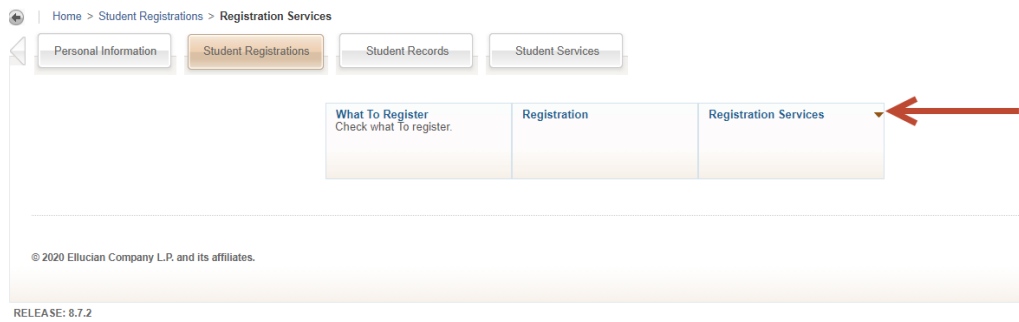 Home > Student Registrations > Registration Services
Personal Information
Student Registrations
Student Records
Student Services
What To Register
Check what To register.
Registration
Registration Services
© 2020 Ellucian Company L.P. and its affiliates.
RELEASE: 8.7.2